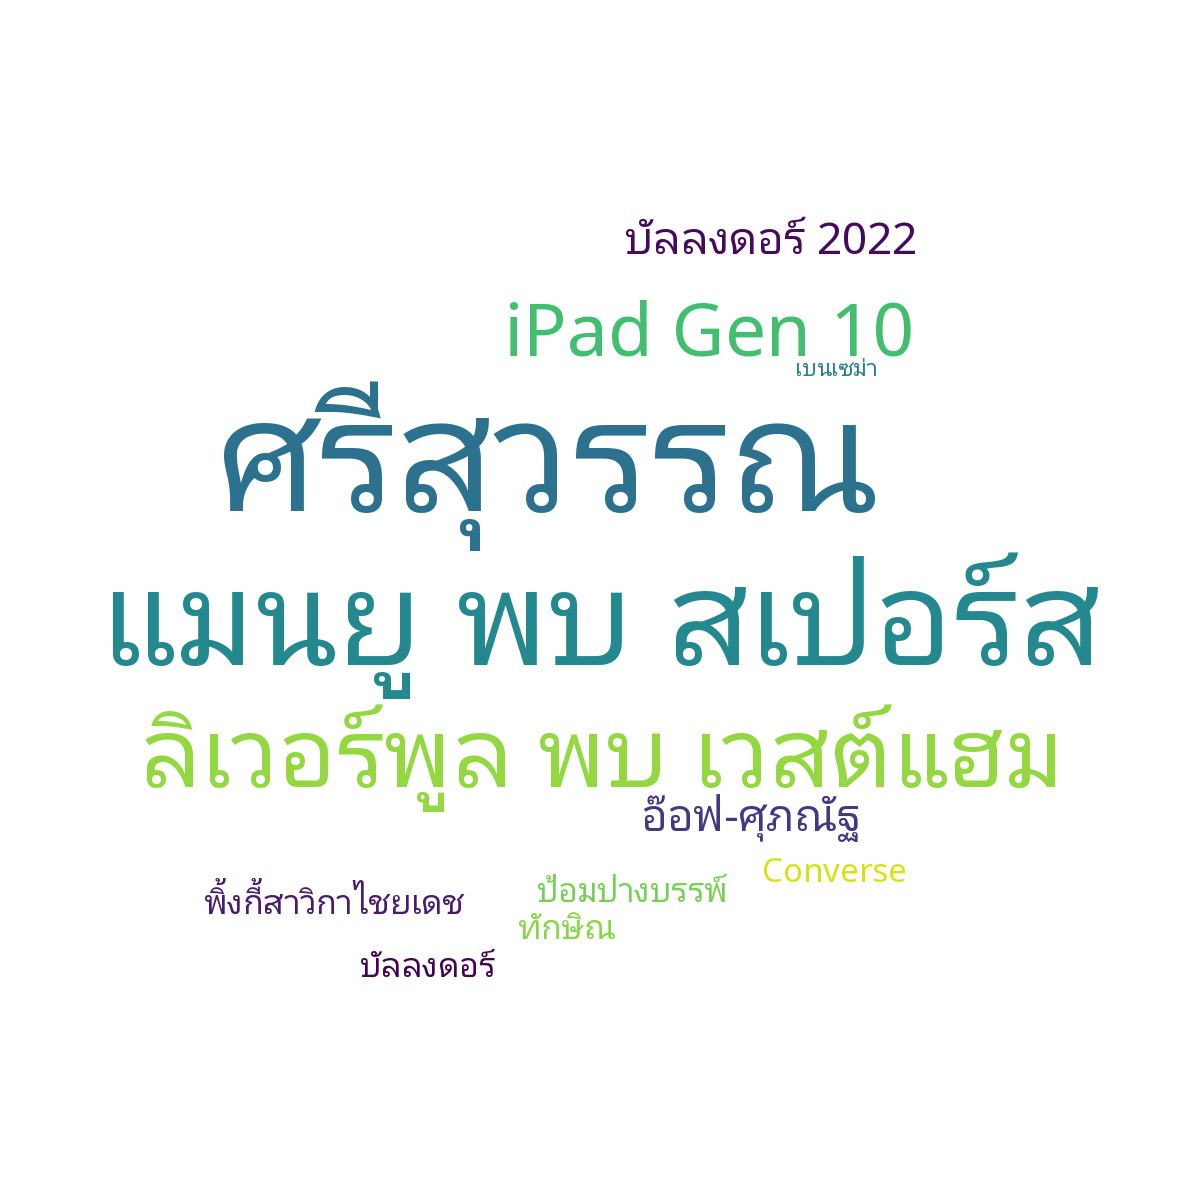 บัลลงดอร์ 2022
iPad Gen 10
เบนเซม่า
ศรีสุวรรณ
แมนยู พบ สเปอร์ส
ลิเวอร์พูล พบ เวสต์แฮม
อ๊อฟ-ศุภณัฐ
Converse
ป้อมปางบรรพ์
พิ้งกี้สาวิกาไชยเดช
ทักษิณ
บัลลงดอร์